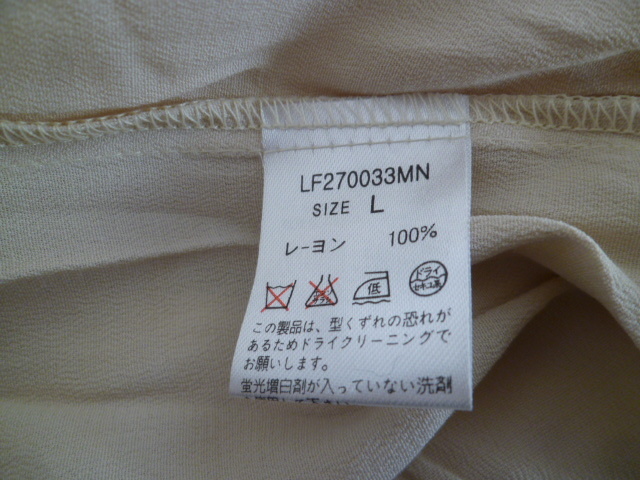 LF270033MN
SIZE L
レーヨン 100%
低 ドライ セキユ系
この製品は、型くずれの恐れが
あるためドライクリーニングで
お願いします。
蛍光増白剤が入っていない洗剤